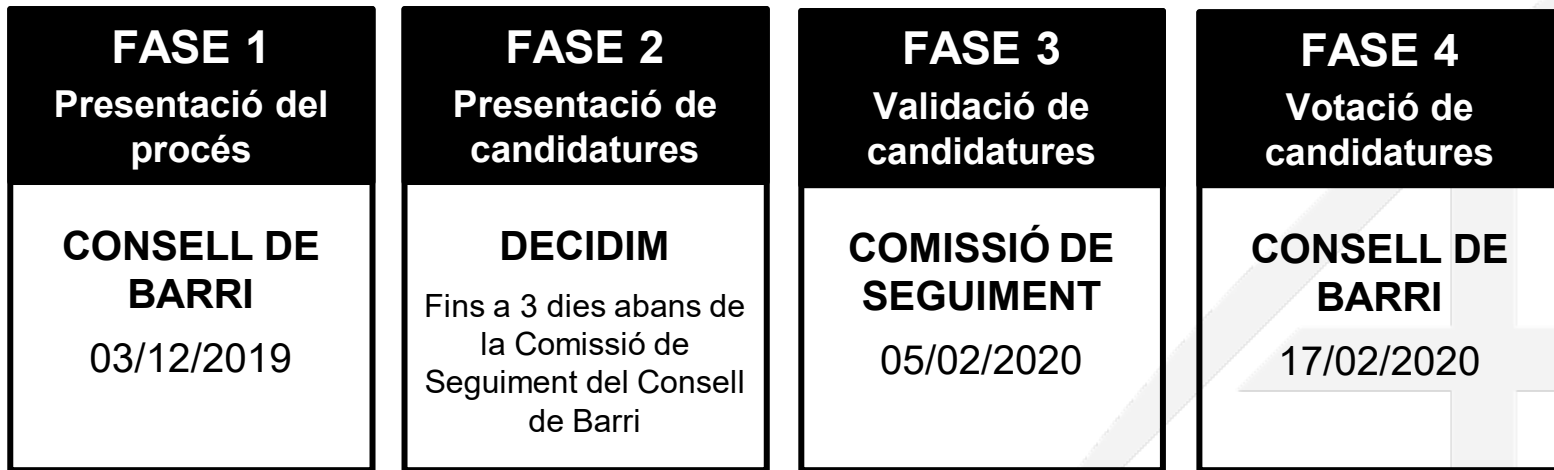 FASE 1
Presentació del
procés
CONSELL DE
BARRI
03/12/2019
FASE 2
Presentació de
candidatures
DECIDIM
Fins a 3 dies abans de
la Comissió de
Seguiment del Consell
de Barri
FASE 3
Validació de
candidatures
COMISSIÓ DE
SEGUIMENT
05/02/2020
FASE 4
Votació de
candidatures
CONSELL DE
BARRI
17/02/2020